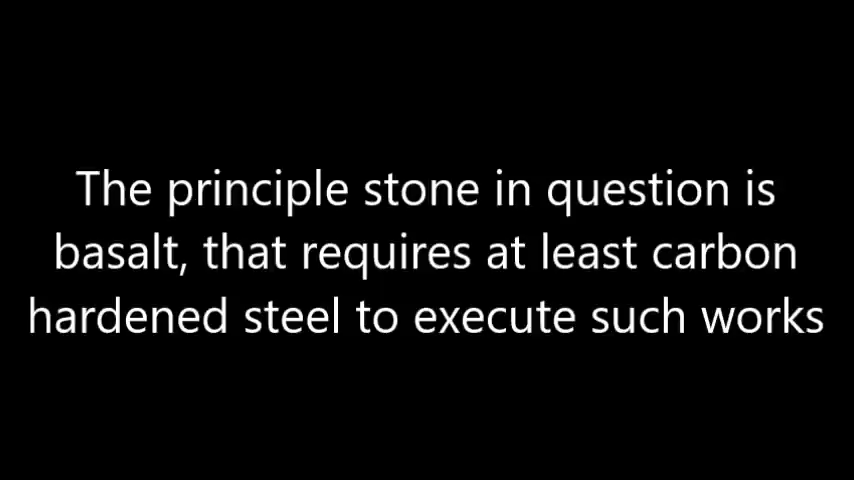 The principle stone in question is
basalt, that requires at least carbon
hardened steel to execute such works